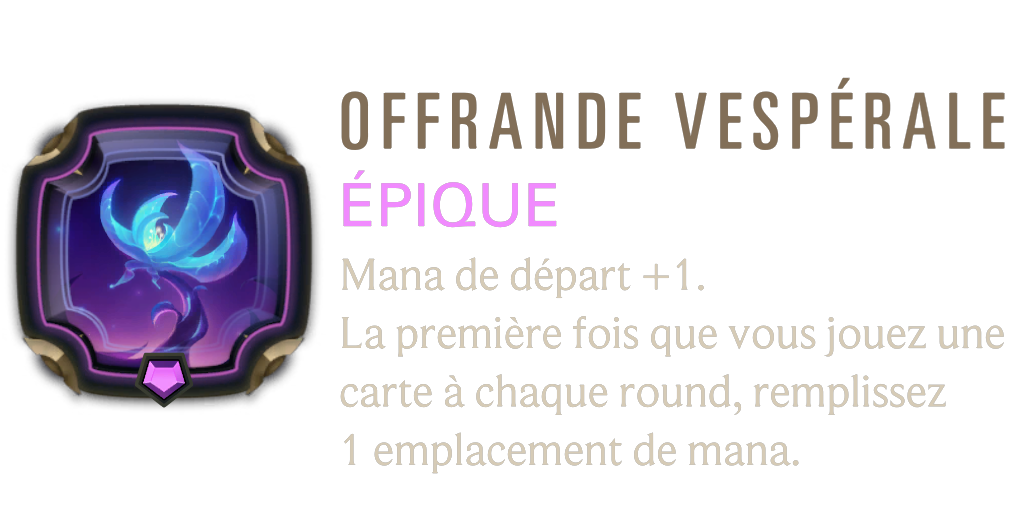 OFFRANDE VESPÉRALE
ÉPIQUE
Mana de départ +1.
La première fois que vous jouez une
carte à chaque round, remplissez
1 emplacement de mana.